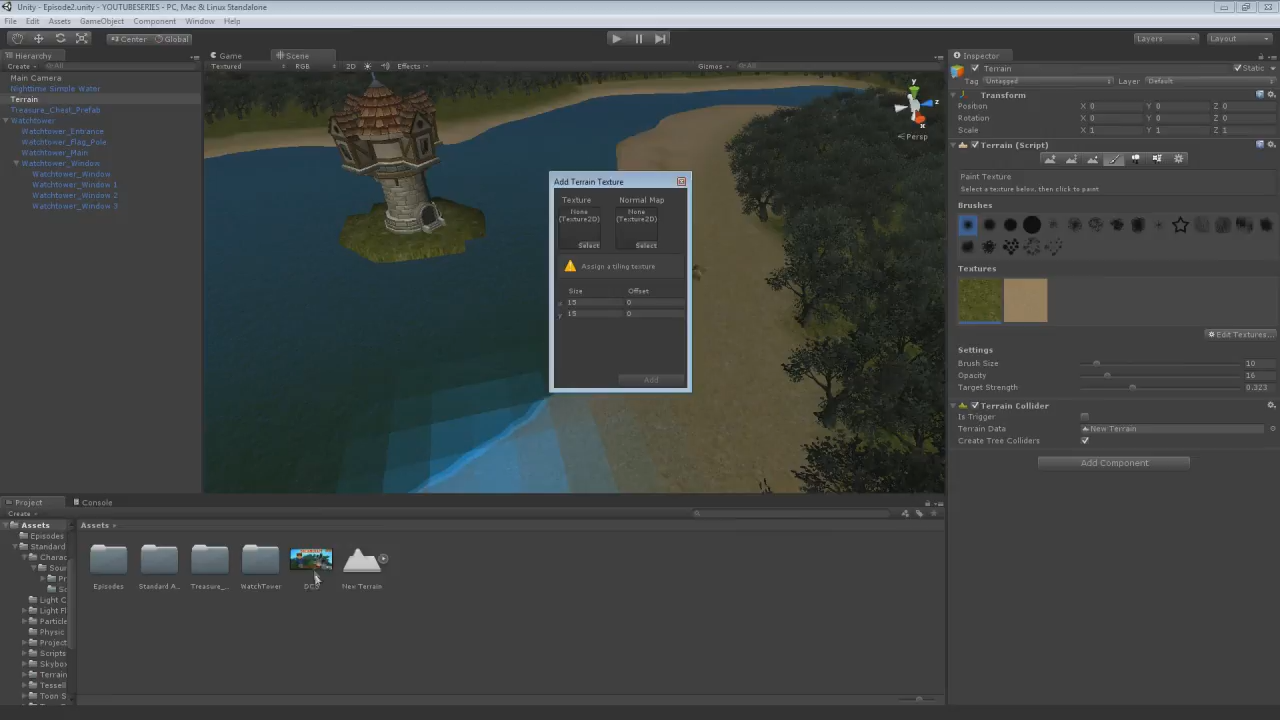 Unity - Episode2.unity - YOUTUBESERIES - PC, Mac & Linux Standalone
File Edit Assets GameObject Component Window Help
Center Global
Layers
Layout
Hierarchy
Create All
Main Camera
Nighttime Simple Water
Terrain
Treasure_Chest_Prefab
Watchtower
Watchtower_Entrance
Watchtower_Flag_Pole
Watchtower_Main
Watchtower_Window
Watchtower_Window
Watchtower_Window 1
Watchtower_Window 2
Watchtower_Window 3
Game Scene
Textured RGB 2D Effects Gizmos All
y
z
x
Persp
Add Terrain Texture
Texture Normal Map
None (Texture2D)
None (Texture2D)
Select Select
Assign a tiling texture
Size Offset
x 15 0
y 15 0
Add
Inspector
Terrain Static
Tag Untagged Layer Default
Transform
Position X 0 Y 0 Z 0
Rotation X 0 Y 0 Z 0
Scale X 1 Y 1 Z 1
Terrain (Script)
Paint Texture
Select a texture below, then click to paint
Brushes
Textures
Edit Textures...
Settings
Brush Size 10
Opacity 16
Target Strength 0.323
Terrain Collider
Is Trigger
Terrain Data New Terrain
Create Tree Colliders
Add Component
Project Console
Create
Assets
Episodes
Standard
Charac
Sour
Pr
Sc
Light C
Light Fl
Particle
Physic
Project
Scripts
Skybox
Terrain
Tessell
Toon S
Assets
Episodes
Standard A...
Treasure_...
WatchTower
New Terrain